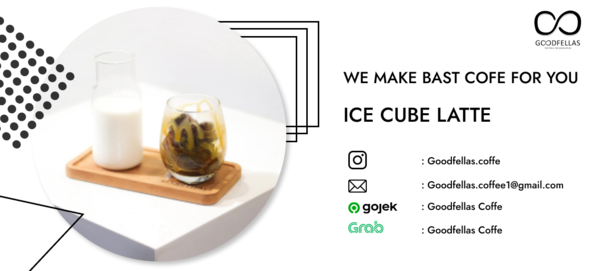 GOODFELLAS
WE MAKE BAST COFE FOR YOU
ICE CUBE LATTE
: Goodfellas.coffe
: Goodfellas.coffee1@gmail.com
gojek : Goodfellas Coffe
Grab : Goodfellas Coffe